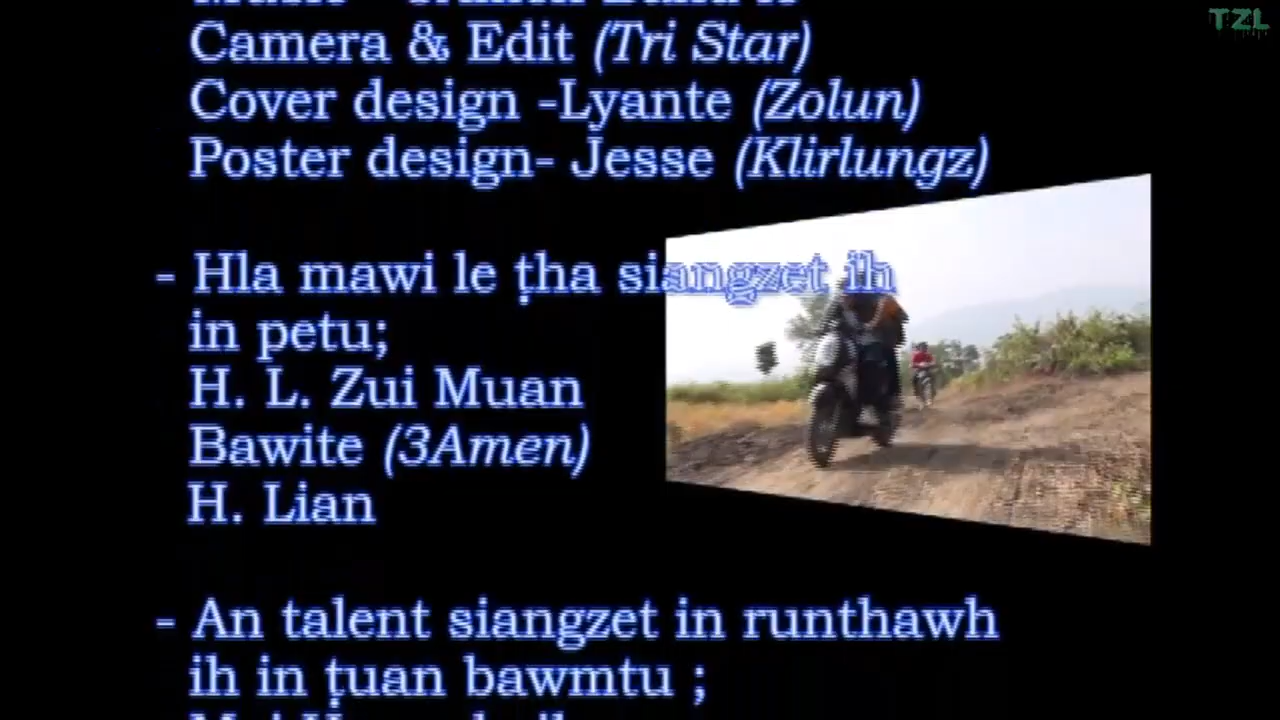 TZL
Camera & Edit (Tri Star)
Cover design -Lyante (Zolun)
Poster design- Jesse (Klirlungz)
- Hla mawi le ṭha siangzet ih
in petu;
H. L. Zui Muan
Bawite (3Amen)
H. Lian
- An talent siangzet in runthawh
ih in ṭuan bawmtu ;